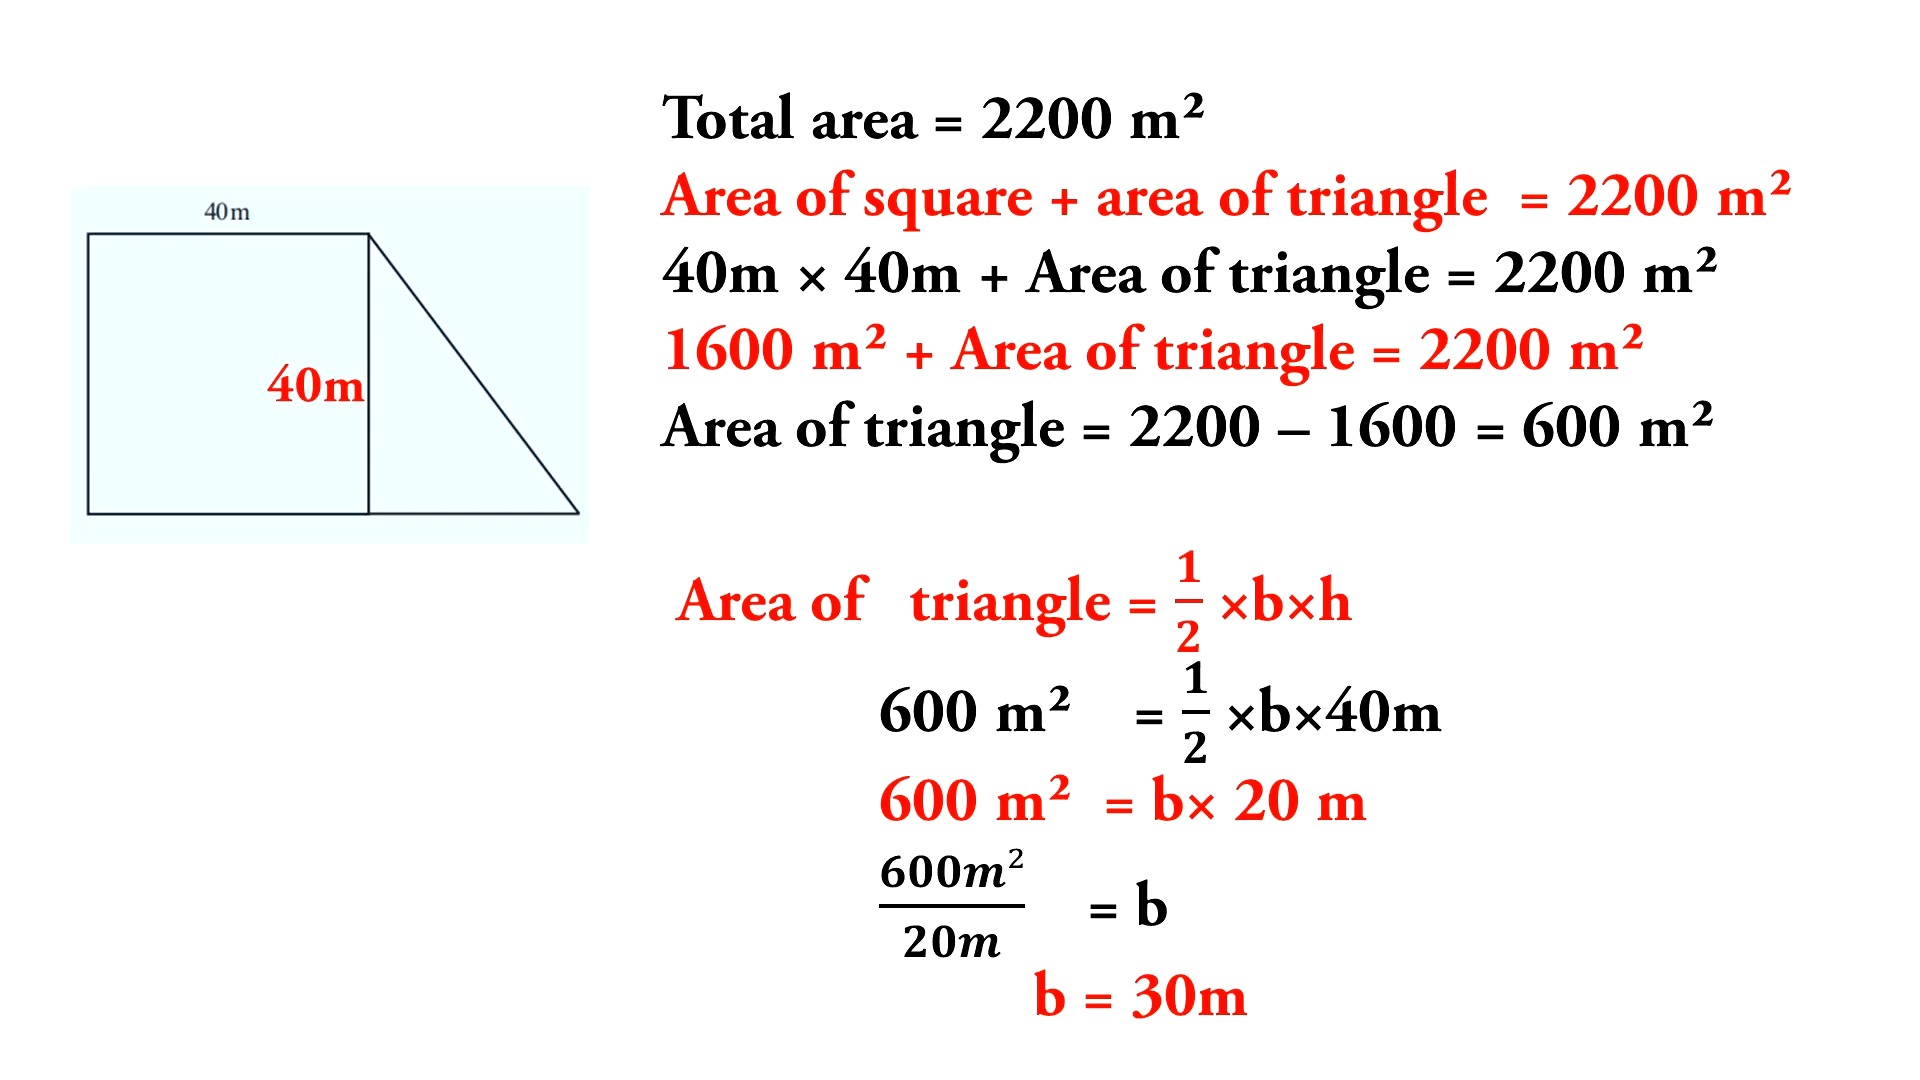 40m
40m
Total area = 2200 m²
Area of square + area of triangle = 2200 m²
40m × 40m + Area of triangle = 2200 m²
1600 m² + Area of triangle = 2200 m²
Area of triangle = 2200 – 1600 = 600 m²
Area of triangle = 1/2 ×b×h
600 m² = 1/2 ×b×40m
600 m² = b× 20 m
600m²/20m = b
b = 30m